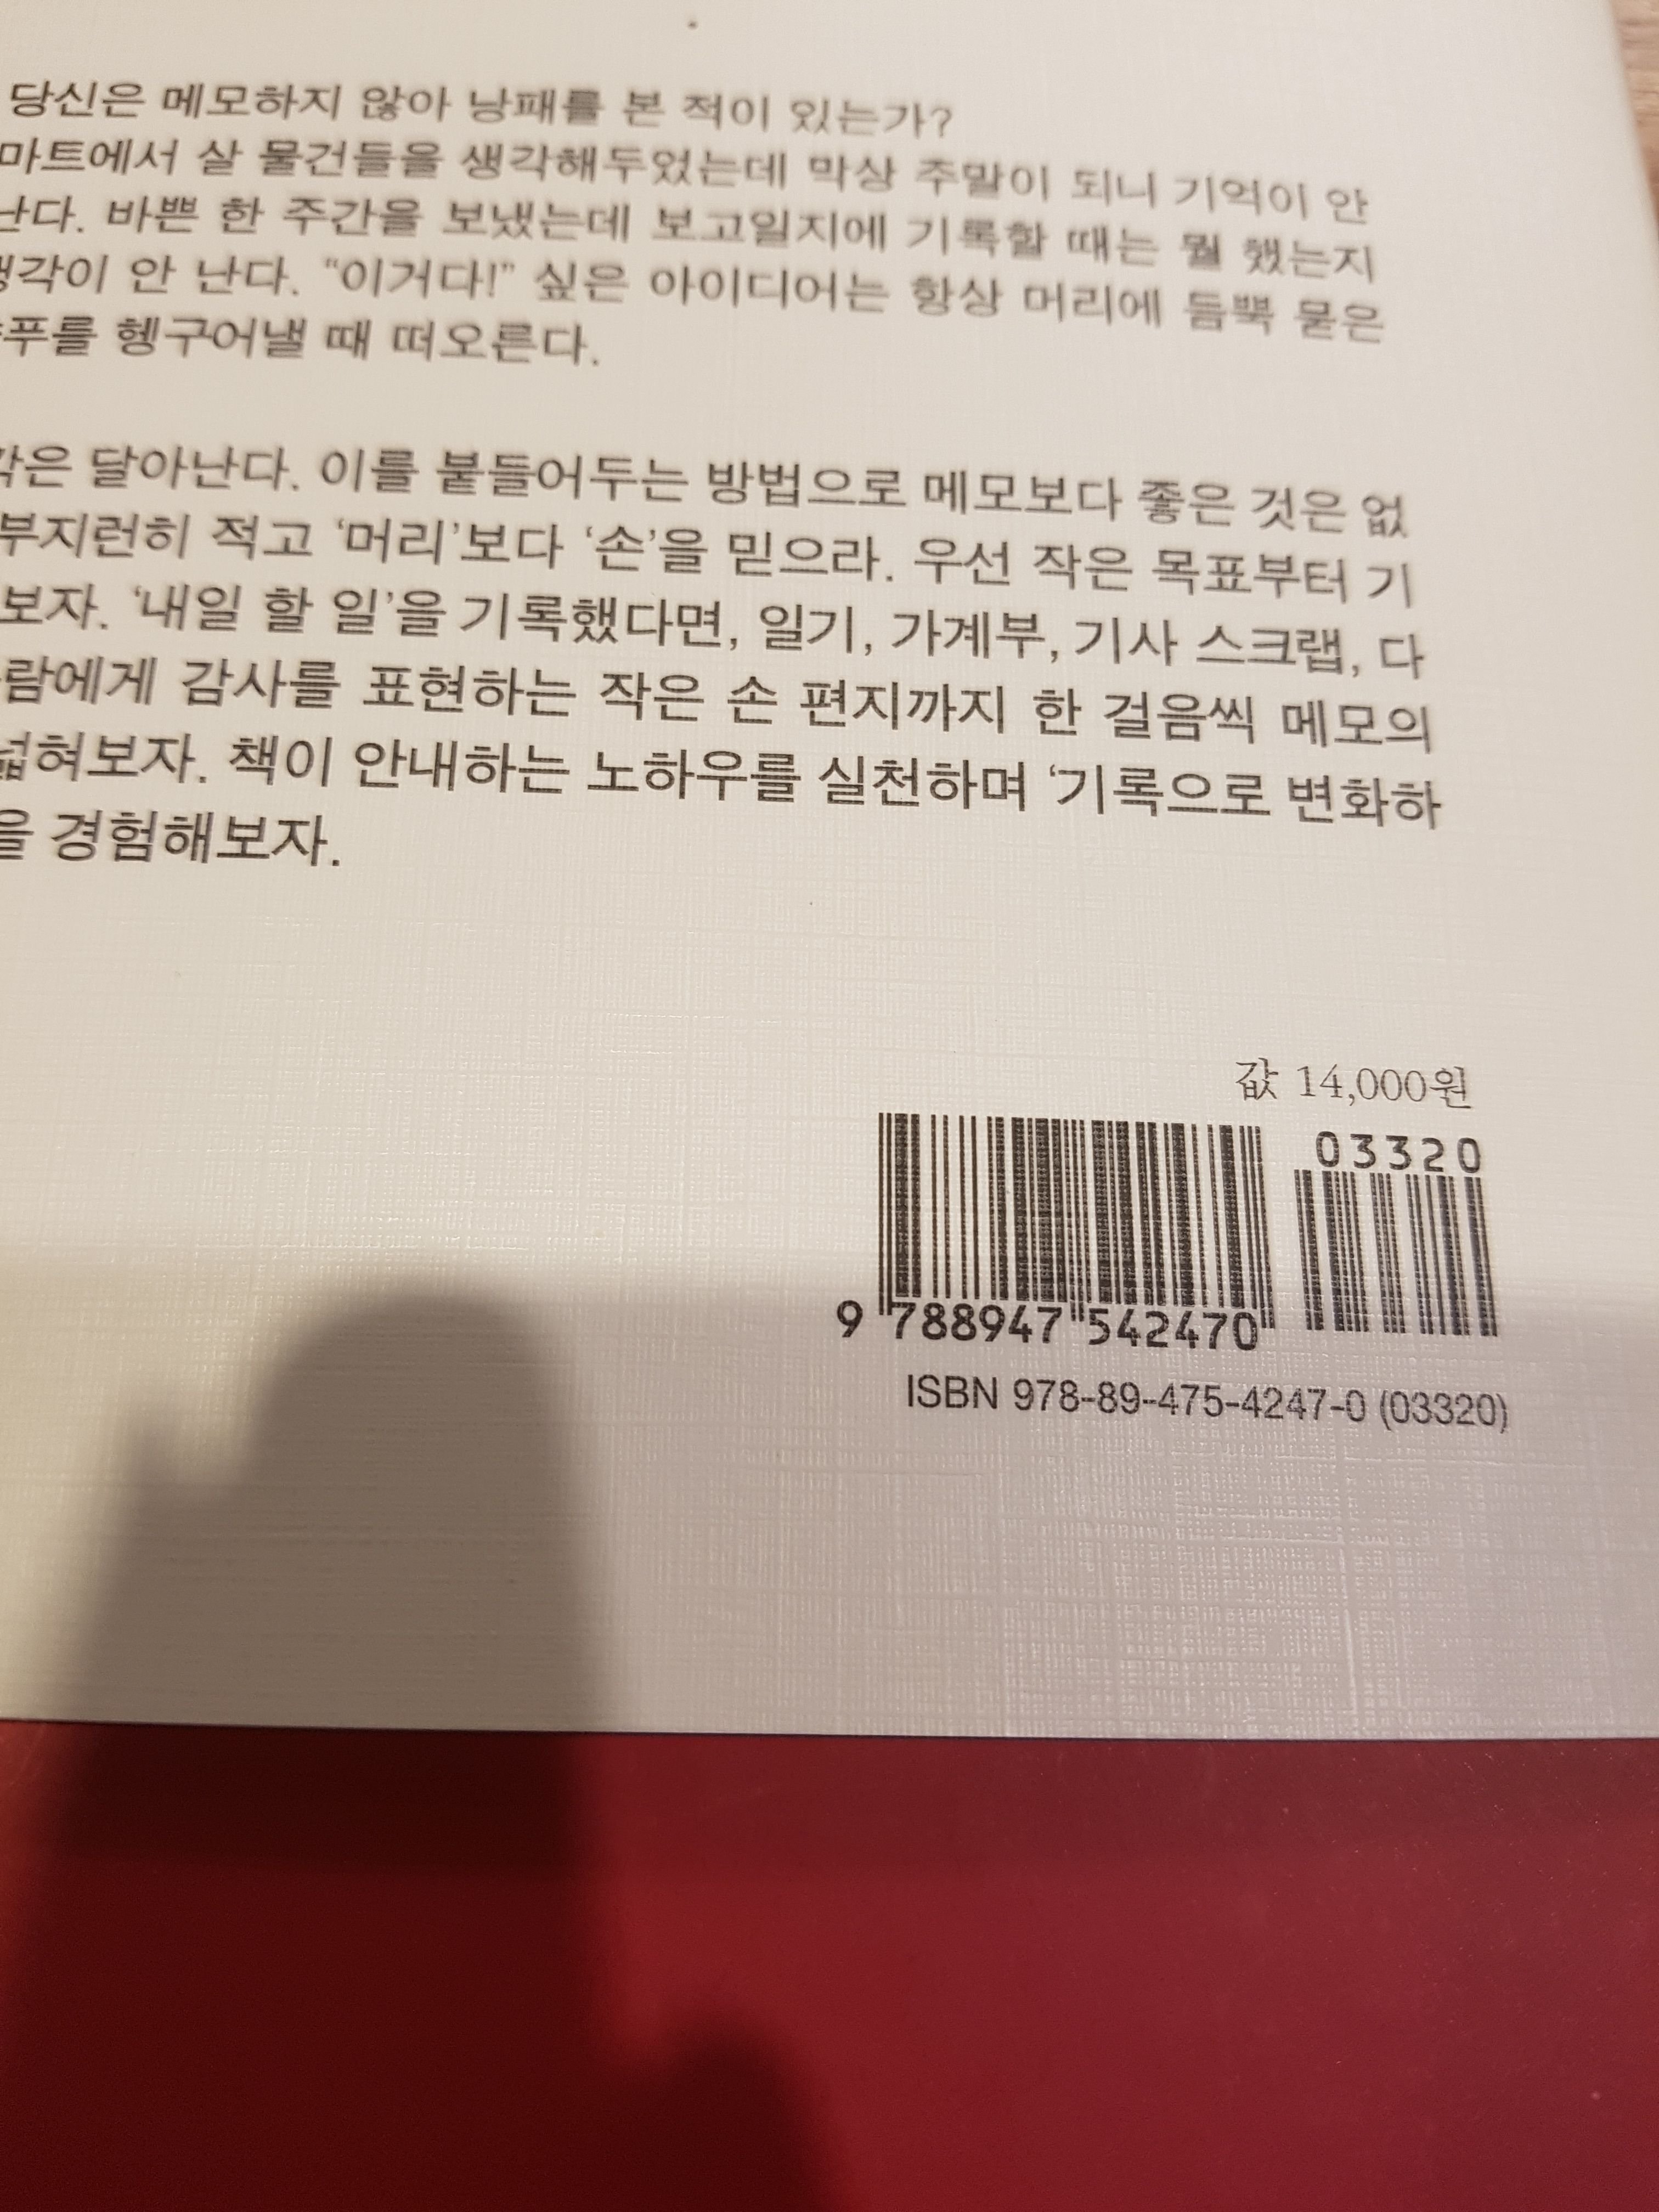 당신은 메모하지 않아 낭패를 본 적이 있는가?
마트에서 살 물건들을 생각해두었는데 막상 주말이 되니 기억이 안
난다. 바쁜 한 주간을 보냈는데 보고일지에 기록할 때는 뭘 했는지
생각이 안 난다. “이거다!” 싶은 아이디어는 항상 머리에 듬뿍 묻은
푸를 헹구어낼 때 떠오른다.
각은 달아난다. 이를 붙들어두는 방법으로 메모보다 좋은 것은 없
부지런히 적고 ‘머리’보다 ‘손’을 믿으라. 우선 작은 목표부터 기
보자. ‘내일 할 일’을 기록했다면, 일기, 가계부, 기사 스크랩, 다
람에게 감사를 표현하는 작은 손 편지까지 한 걸음씩 메모의
넓혀보자. 책이 안내하는 노하우를 실천하며 ‘기록으로 변화하
을 경험해보자.
값 14,000원
03320
9 788947 542470
ISBN 978-89-475-4247-0 (03320)